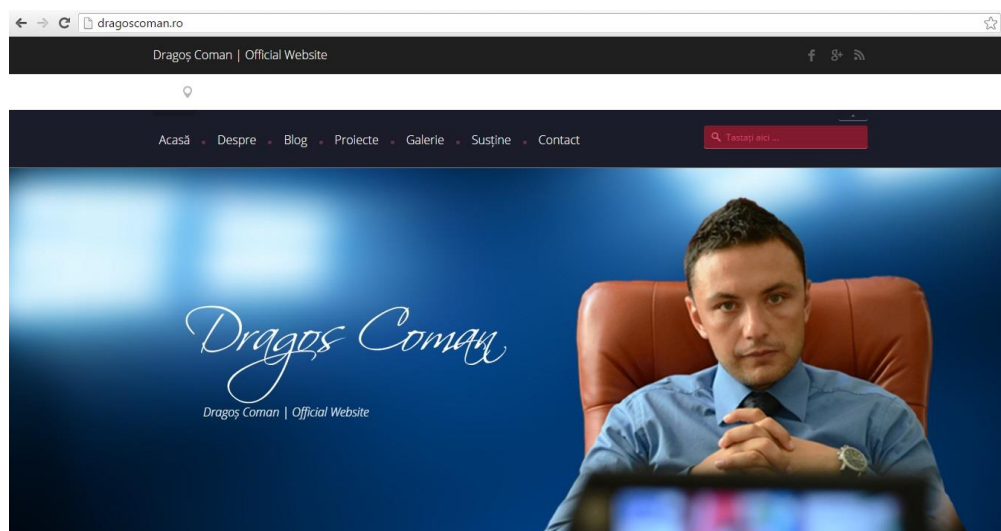 dragoscoman.ro
Dragoș Coman | Official Website
Acasă Despre Blog Proiecte Galerie Susține Contact
Tastați aici ...
Dragoș Coman
Dragoș Coman | Official Website